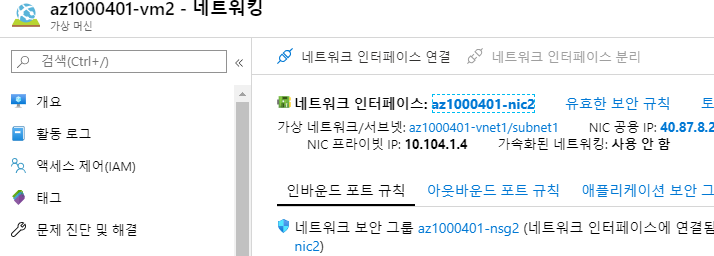 az1000401-vm2 - 네트워킹
가상 머신
검색(Ctrl+/)
«
네트워크 인터페이스 연결
네트워크 인터페이스 분리
개요
활동 로그
액세스 제어(IAM)
태그
문제 진단 및 해결
네트워크 인터페이스: az1000401-nic2 유효한 보안 규칙 토
가상 네트워크/서브넷: az1000401-vnet1/subnet1 NIC 공용 IP: 40.87.8.2
NIC 프라이빗 IP: 10.104.1.4 가속화된 네트워킹: 사용 안 함
인바운드 포트 규칙 아웃바운드 포트 규칙 애플리케이션 보안 그
네트워크 보안 그룹 az1000401-nsg2 (네트워크 인터페이스에 연결됨
nic2)